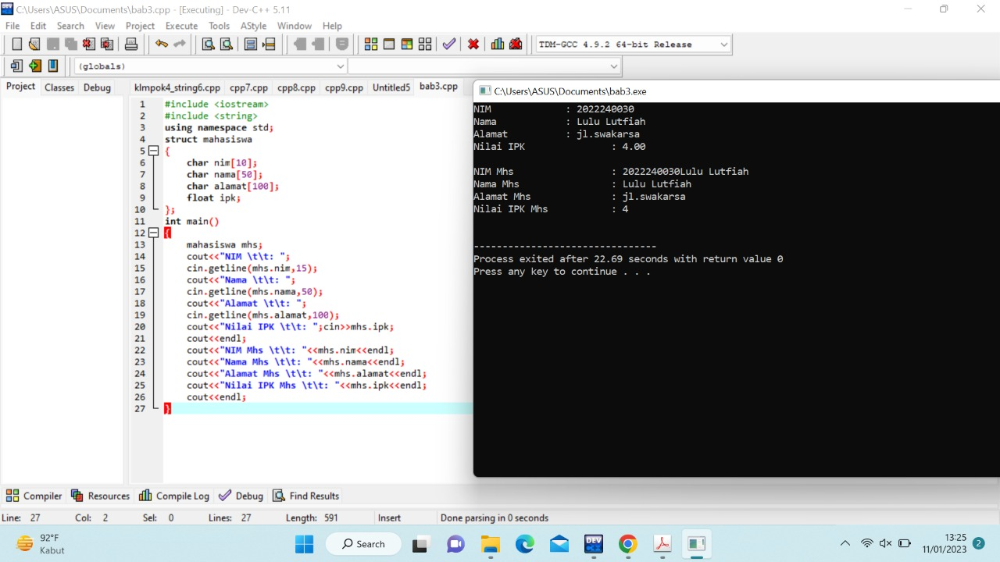 C:\Users\ASUS\Documents\bab3.cpp - [Executing] - Dev-C++ 5.11
File Edit Search View Project Execute Tools AStyle Window Help
TDM-GCC 4.9.2 64-bit Release
(globals)
Project Classes Debug klmpok4_string6.cpp cpp7.cpp cpp8.cpp cpp9.cpp Untitled5 bab3.cpp
1 #include <iostream>
2 #include <string>
3 using namespace std;
4 struct mahasiswa
5 {
6 char nim[10];
7 char nama[50];
8 char alamat[100];
9 float ipk;
10 };
11 int main()
12 {
13 mahasiswa mhs;
14 cout<<"NIM \t\t: ";
15 cin.getline(mhs.nim,15);
16 cout<<"Nama \t\t: ";
17 cin.getline(mhs.nama,50);
18 cout<<"Alamat \t\t: ";
19 cin.getline(mhs.alamat,100);
20 cout<<"Nilai IPK \t\t: ";cin>>mhs.ipk;
21 cout<<endl;
22 cout<<"NIM Mhs \t\t: "<<mhs.nim<<endl;
23 cout<<"Nama Mhs \t\t: "<<mhs.nama<<endl;
24 cout<<"Alamat Mhs \t\t: "<<mhs.alamat<<endl;
25 cout<<"Nilai IPK Mhs \t\t: "<<mhs.ipk<<endl;
26 cout<<endl;
27 }
C:\Users\ASUS\Documents\bab3.exe
NIM : 2022240030
Nama : Lulu Lutfiah
Alamat : jl.swakarsa
Nilai IPK : 4.00
NIM Mhs : 2022240030Lulu Lutfiah
Nama Mhs : Lulu Lutfiah
Alamat Mhs : jl.swakarsa
Nilai IPK Mhs : 4
--------------------------------
Process exited after 22.69 seconds with return value 0
Press any key to continue . . .
Compiler Resources Compile Log Debug Find Results
Line: 27 Col: 2 Sel: 0 Lines: 27 Length: 591 Insert Done parsing in 0 seconds
92°F
Kabut
Search
DEV
13:25
11/01/2023
2